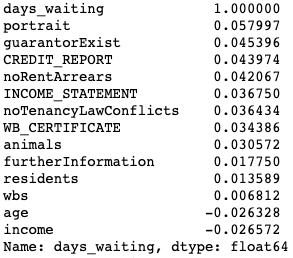 days_waiting 1.000000
portrait 0.057997
guarantorExist 0.045396
CREDIT_REPORT 0.043974
noRentArrears 0.042067
INCOME_STATEMENT 0.036750
noTenancyLawConflicts 0.036434
WB_CERTIFICATE 0.034386
animals 0.030572
furtherInformation 0.017750
residents 0.013589
wbs 0.006812
age -0.026328
income -0.026572
Name: days_waiting, dtype: float64